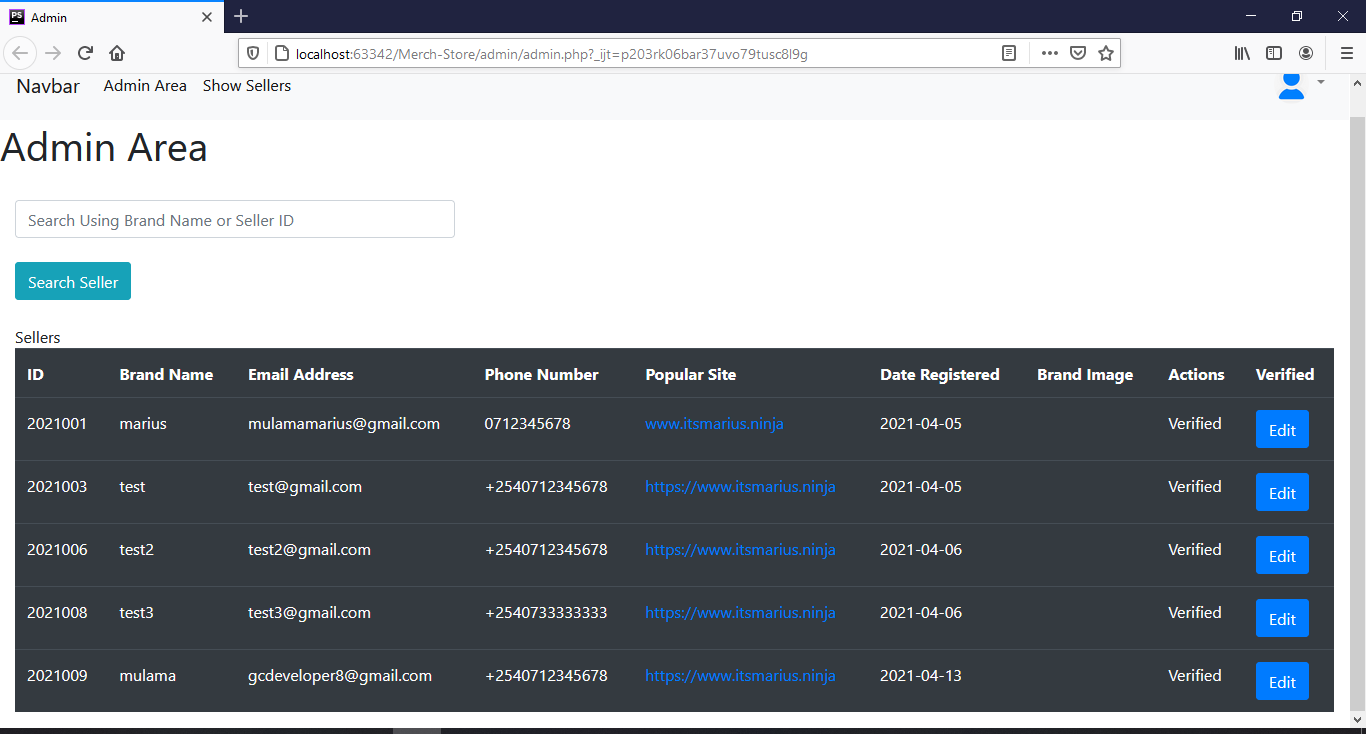 PS Admin
localhost:63342/Merch-Store/admin/admin.php?_ijt=p203rk06bar37uvo79tusc8l9g
Navbar Admin Area Show Sellers
Admin Area
Search Using Brand Name or Seller ID
Search Seller
Sellers
ID Brand Name Email Address Phone Number Popular Site Date Registered Brand Image Actions Verified
2021001 marius mulamamarius@gmail.com 0712345678 www.itsmarius.ninja 2021-04-05 Verified Edit
2021003 test test@gmail.com +2540712345678 https://www.itsmarius.ninja 2021-04-05 Verified Edit
2021006 test2 test2@gmail.com +2540712345678 https://www.itsmarius.ninja 2021-04-06 Verified Edit
2021008 test3 test3@gmail.com +2540733333333 https://www.itsmarius.ninja 2021-04-06 Verified Edit
2021009 mulama gcdeveloper8@gmail.com +2540712345678 https://www.itsmarius.ninja 2021-04-13 Verified Edit